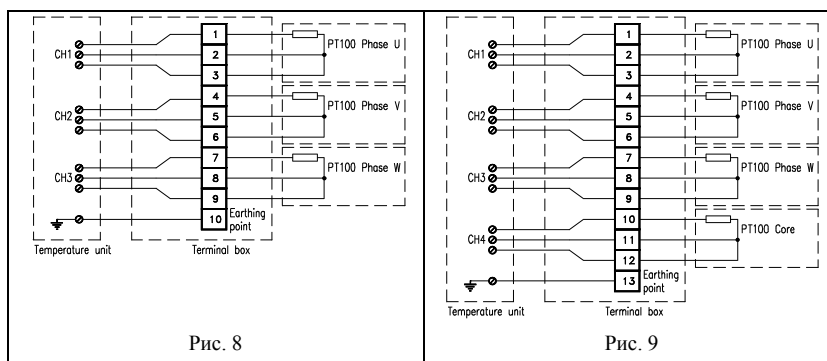 1
PT100 Phase U
CH1
2
3
4
PT100 Phase V
CH2
5
6
7
PT100 Phase W
CH3
8
9
10
Earthing
point
Temperature unit
Terminal box
Рис. 8
1
PT100 Phase U
CH1
2
3
4
PT100 Phase V
CH2
5
6
7
PT100 Phase W
CH3
8
9
10
PT100 Core
CH4
11
12
13
Earthing
point
Temperature unit
Terminal box
Рис. 9